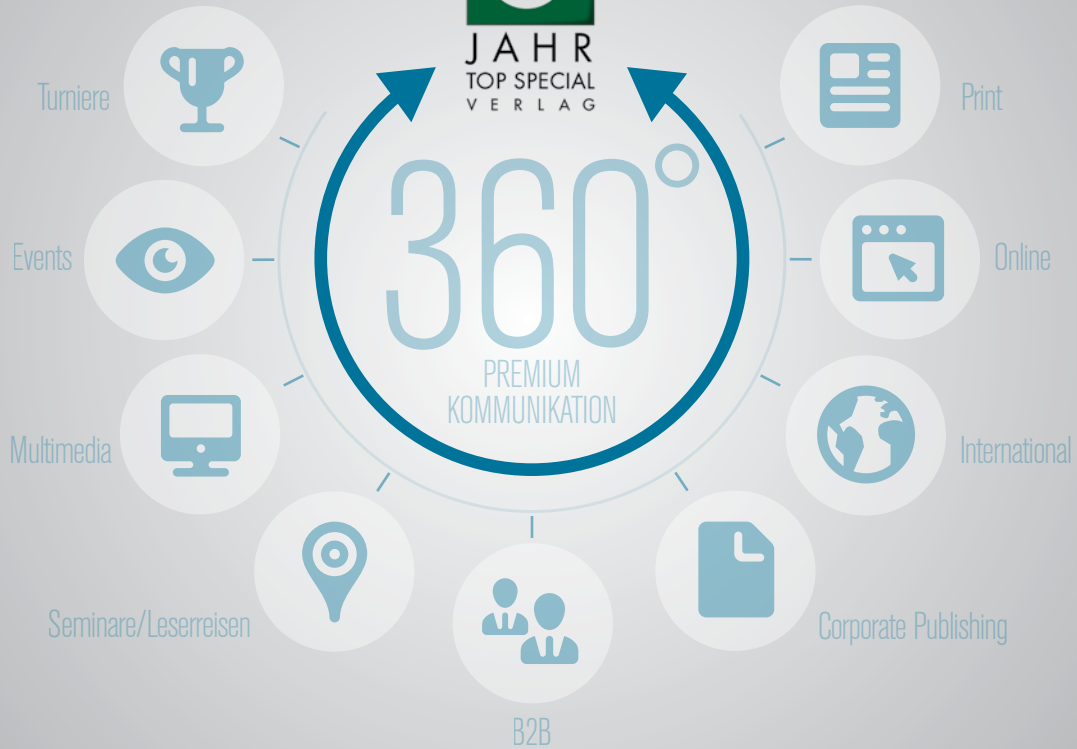 JAHR
TOP SPECIAL
VERLAG
360°
PREMIUM
KOMMUNIKATION
Turniere
Events
Multimedia
Seminare/Leserreisen
B2B
Corporate Publishing
International
Online
Print